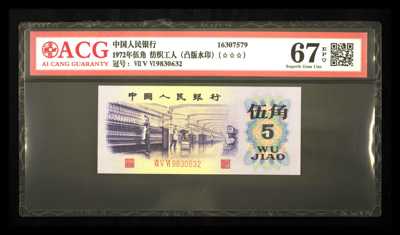 ACG
AI CANG GUARANTY
中国人民银行 16307579
1972年伍角 纺织工人（凸版水印）(☆☆☆)
冠号：Ⅶ Ⅴ Ⅵ 9830632
67 EPQ
Superb Gem Unc
中国人民银行
伍角
5
WU
JIAO
Ⅶ Ⅴ Ⅵ 9830632